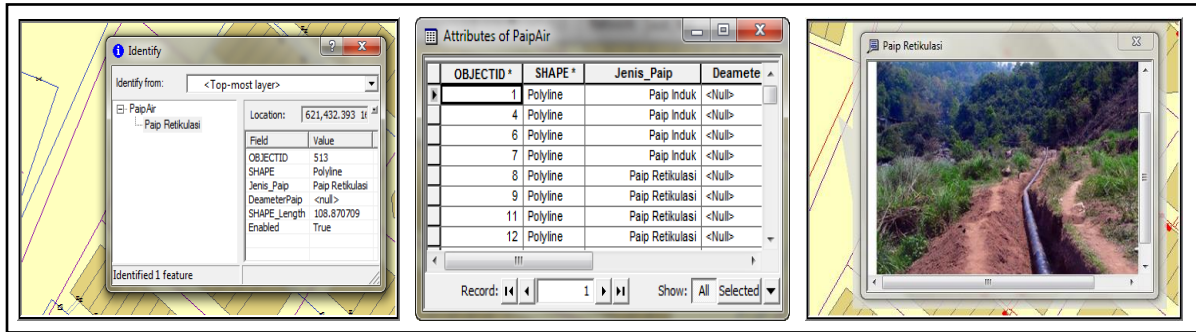 Identify
Identify from: <Top-most layer>
PaipAir
Paip Retikulasi
Location: 621,432.393
Field Value
OBJECTID 513
SHAPE Polyline
Jenis_Paip Paip Retikulasi
DeameterPaip <null>
SHAPE_Length 108.870709
Enabled True
Identified 1 feature
Attributes of PaipAir
OBJECTID * SHAPE * Jenis_Paip Deamete
1 Polyline Paip Induk <Null>
4 Polyline Paip Induk <Null>
6 Polyline Paip Induk <Null>
7 Polyline Paip Induk <Null>
8 Polyline Paip Retikulasi <Null>
9 Polyline Paip Retikulasi <Null>
11 Polyline Paip Retikulasi <Null>
12 Polyline Paip Retikulasi <Null>
Record: 1 Show: All Selected
Paip Retikulasi